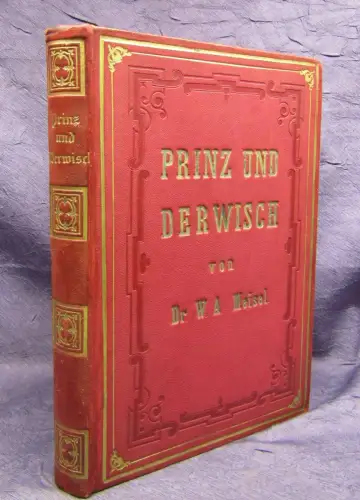 Prinz
und
Derwisch
PRINZ UND
DERWISCH
von
Dr W A Meisel